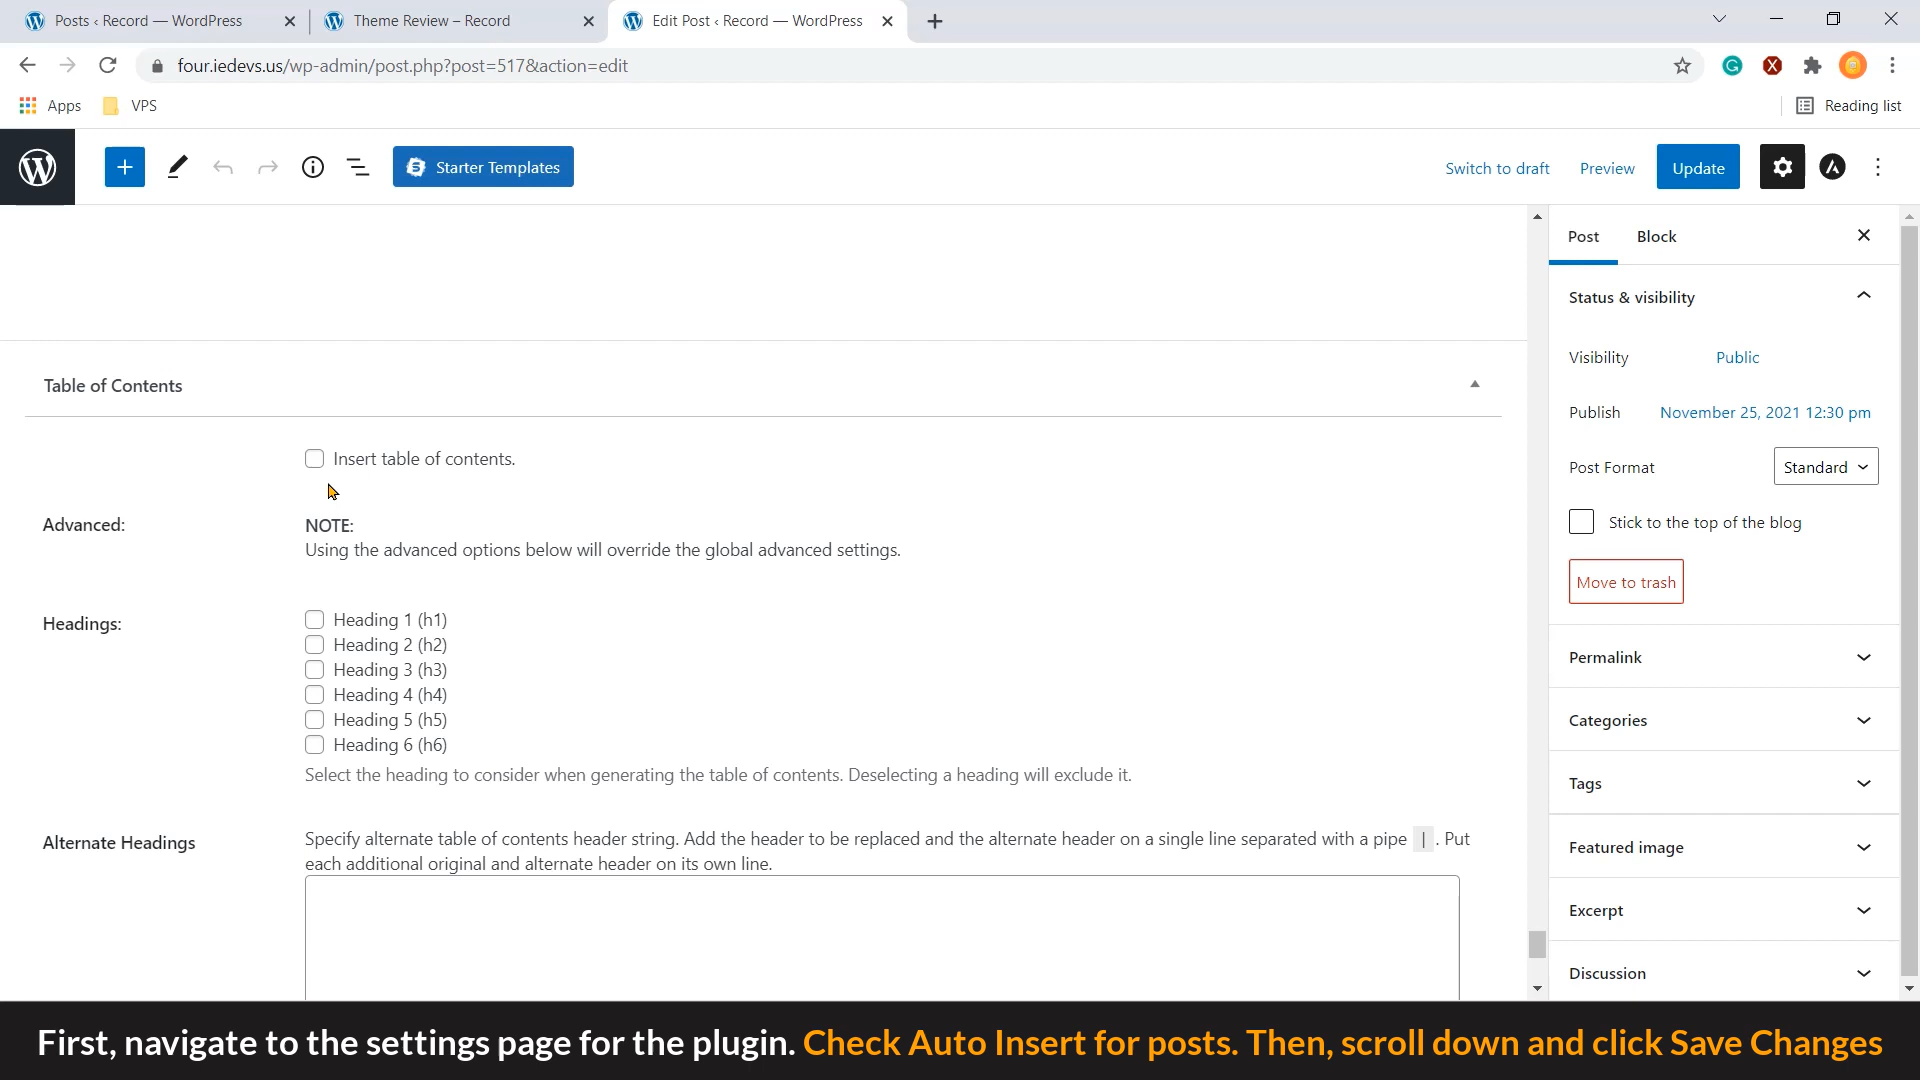 Posts ‹ Record — WordPress
Theme Review – Record
Edit Post ‹ Record — WordPress
four.iedevs.us/wp-admin/post.php?post=517&action=edit
Apps
VPS
Reading list
Starter Templates
Switch to draft
Preview
Update
Post
Block
Status & visibility
Visibility
Public
Publish
November 25, 2021 12:30 pm
Post Format
Standard
Stick to the top of the blog
Move to trash
Permalink
Categories
Tags
Featured image
Excerpt
Discussion
Table of Contents
Insert table of contents.
Advanced:
NOTE:
Using the advanced options below will override the global advanced settings.
Headings:
Heading 1 (h1)
Heading 2 (h2)
Heading 3 (h3)
Heading 4 (h4)
Heading 5 (h5)
Heading 6 (h6)
Select the heading to consider when generating the table of contents. Deselecting a heading will exclude it.
Alternate Headings
Specify alternate table of contents header string. Add the header to be replaced and the alternate header on a single line separated with a pipe | . Put
each additional original and alternate header on its own line.
First, navigate to the settings page for the plugin. Check Auto Insert for posts. Then, scroll down and click Save Changes